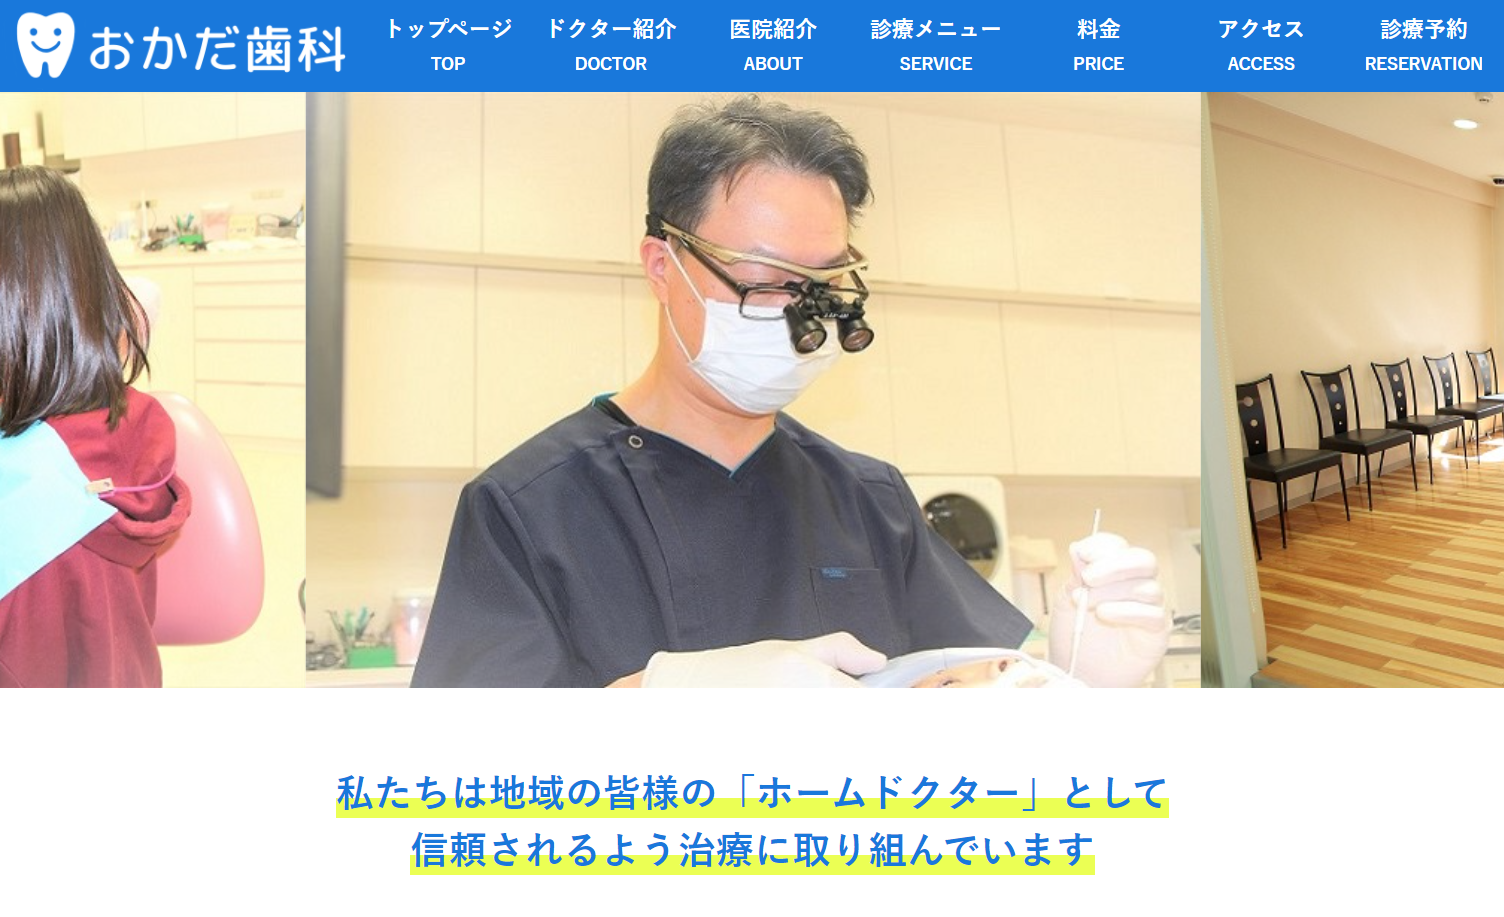 おかだ歯科
トップページ
TOP
ドクター紹介
DOCTOR
医院紹介
ABOUT
診療メニュー
SERVICE
料金
PRICE
アクセス
ACCESS
診療予約
RESERVATION
私たちは地域の皆様の「ホームドクター」として
信頼されるよう治療に取り組んでいます